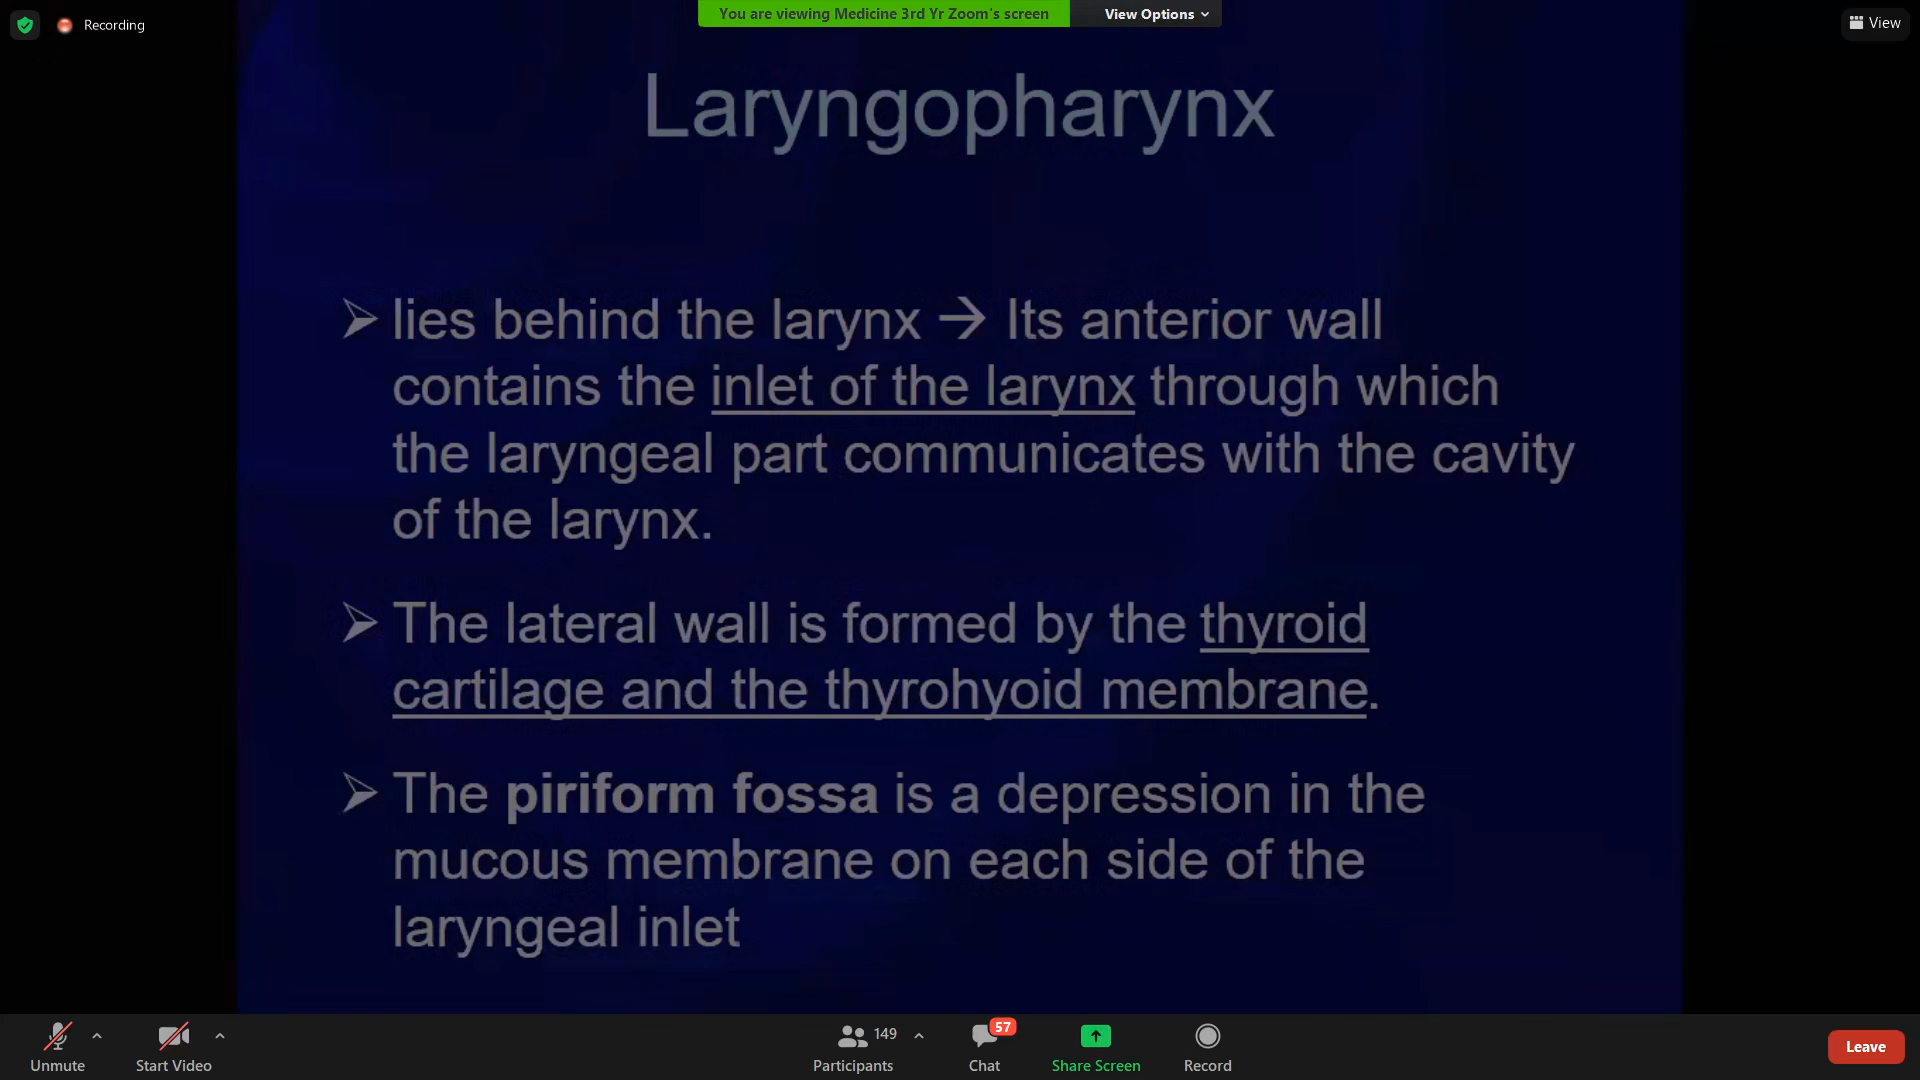 Recording
You are viewing Medicine 3rd Yr Zoom's screen
View Options
View
Laryngopharynx
➢ lies behind the larynx → Its anterior wall
contains the inlet of the larynx through which
the laryngeal part communicates with the cavity
of the larynx.
➢ The lateral wall is formed by the thyroid
cartilage and the thyrohyoid membrane.
➢ The piriform fossa is a depression in the
mucous membrane on each side of the
laryngeal inlet
Unmute
Start Video
149
Participants
57
Chat
Share Screen
Record
Leave